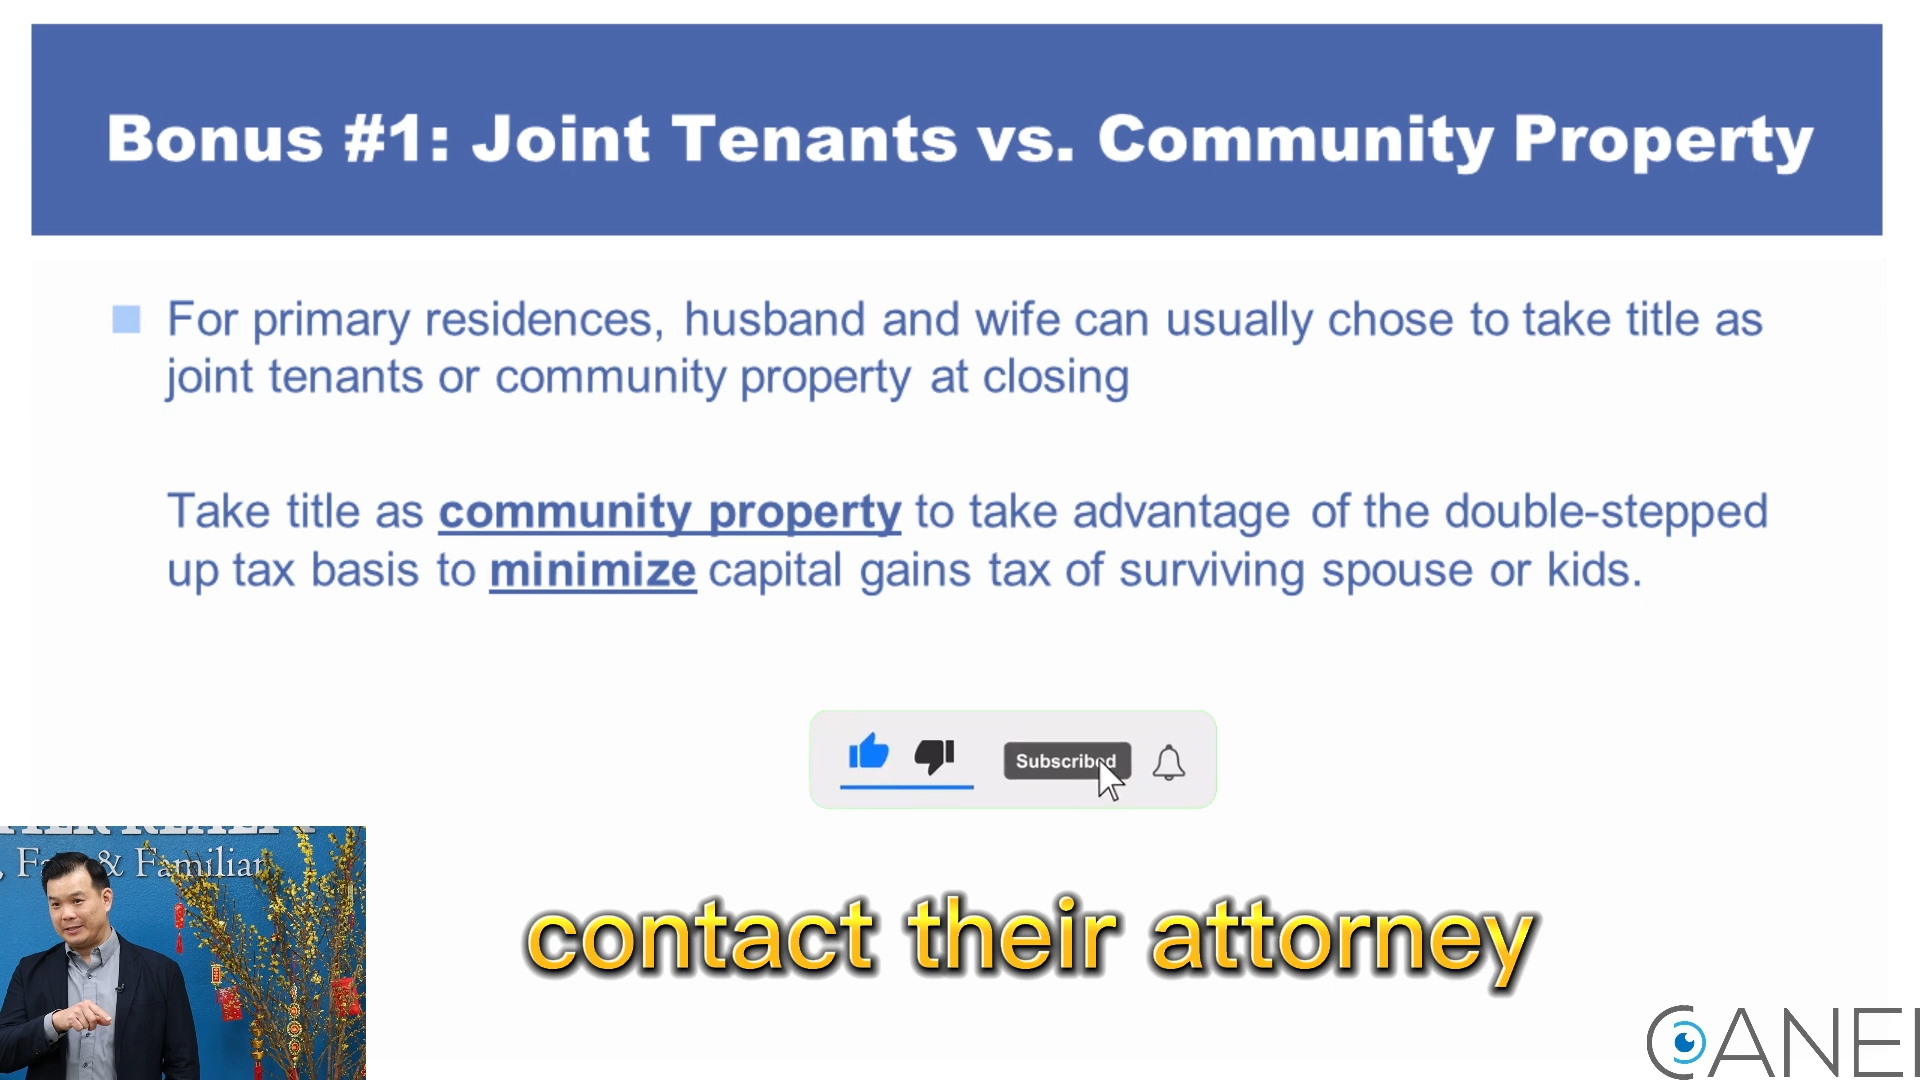 Bonus #1: Joint Tenants vs. Community Property
For primary residences, husband and wife can usually chose to take title as
joint tenants or community property at closing
Take title as community property to take advantage of the double-stepped
up tax basis to minimize capital gains tax of surviving spouse or kids.
Subscribed
& Familiar
contact their attorney
CANEI